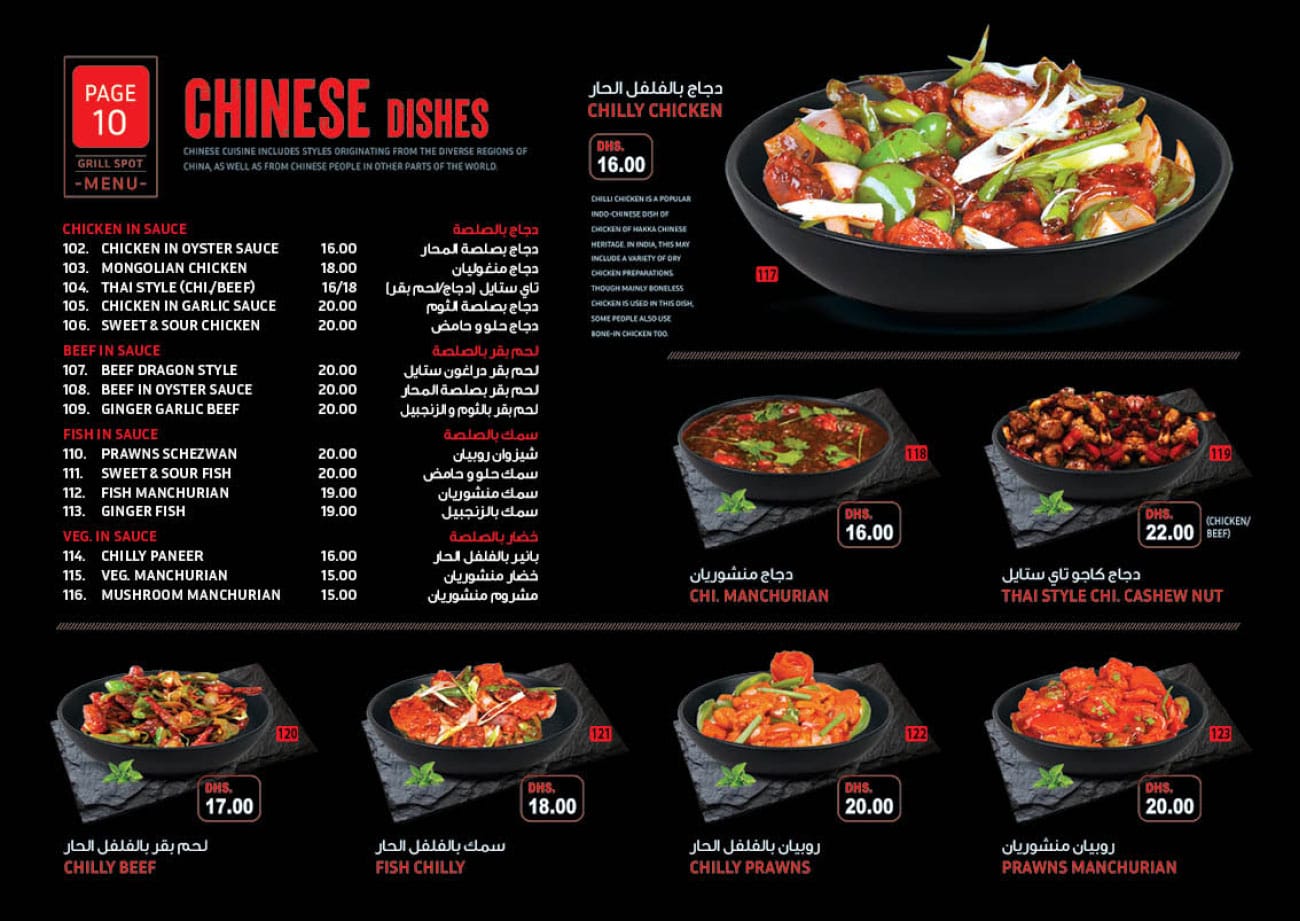 PAGE
10
GRILL SPOT
-MENU-
CHINESE DISHES
CHINESE CUISINE INCLUDES STYLES ORIGINATING FROM THE DIVERSE REGIONS OF
CHINA, AS WELL AS FROM CHINESE PEOPLE IN OTHER PARTS OF THE WORLD.
CHICKEN IN SAUCE دجاج بالصلصة
102. CHICKEN IN OYSTER SAUCE 16.00 دجاج بصلصة المحار
103. MONGOLIAN CHICKEN 18.00 دجاج منغوليان
104. THAI STYLE (CHI./BEEF) 16/18 تاي ستايل (دجاج/لحم بقر)
105. CHICKEN IN GARLIC SAUCE 20.00 دجاج بصلصة الثوم
106. SWEET & SOUR CHICKEN 20.00 دجاج حلو و حامض
BEEF IN SAUCE لحم بقر بالصلصة
107. BEEF DRAGON STYLE 20.00 لحم بقر دراغون ستايل
108. BEEF IN OYSTER SAUCE 20.00 لحم بقر بصلصة المحار
109. GINGER GARLIC BEEF 20.00 لحم بقر بالثوم و الزنجبيل
FISH IN SAUCE سمك بالصلصة
110. PRAWNS SCHEZWAN 20.00 شيزوان روبيان
111. SWEET & SOUR FISH 20.00 سمك حلو و حامض
112. FISH MANCHURIAN 19.00 سمك منشوريان
113. GINGER FISH 19.00 سمك بالزنجبيل
VEG. IN SAUCE خضار بالصلصة
114. CHILLY PANEER 16.00 بانير بالفلفل الحار
115. VEG. MANCHURIAN 15.00 خضار منشوريان
116. MUSHROOM MANCHURIAN 15.00 مشروم منشوريان
دجاج بالفلفل الحار
CHILLY CHICKEN
DHS.
16.00
CHILLI CHICKEN IS A POPULAR
INDO-CHINESE DISH OF
CHICKEN OF HAKKA CHINESE
HERITAGE. IN INDIA, THIS MAY
INCLUDE A VARIETY OF DRY
CHICKEN PREPARATIONS.
THOUGH MAINLY BONELESS
CHICKEN IS USED IN THIS DISH,
SOME PEOPLE ALSO USE
BONE-IN CHICKEN TOO.
117
118
DHS.
16.00
دجاج منشوريان
CHI. MANCHURIAN
119
DHS.
22.00
(CHICKEN/
BEEF)
دجاج كاجو تاي ستايل
THAI STYLE CHI. CASHEW NUT
120
DHS.
17.00
لحم بقر بالفلفل الحار
CHILLY BEEF
121
DHS.
18.00
سمك بالفلفل الحار
FISH CHILLY
122
DHS.
20.00
روبيان بالفلفل الحار
CHILLY PRAWNS
123
DHS.
20.00
روبيان منشوريان
PRAWNS MANCHURIAN